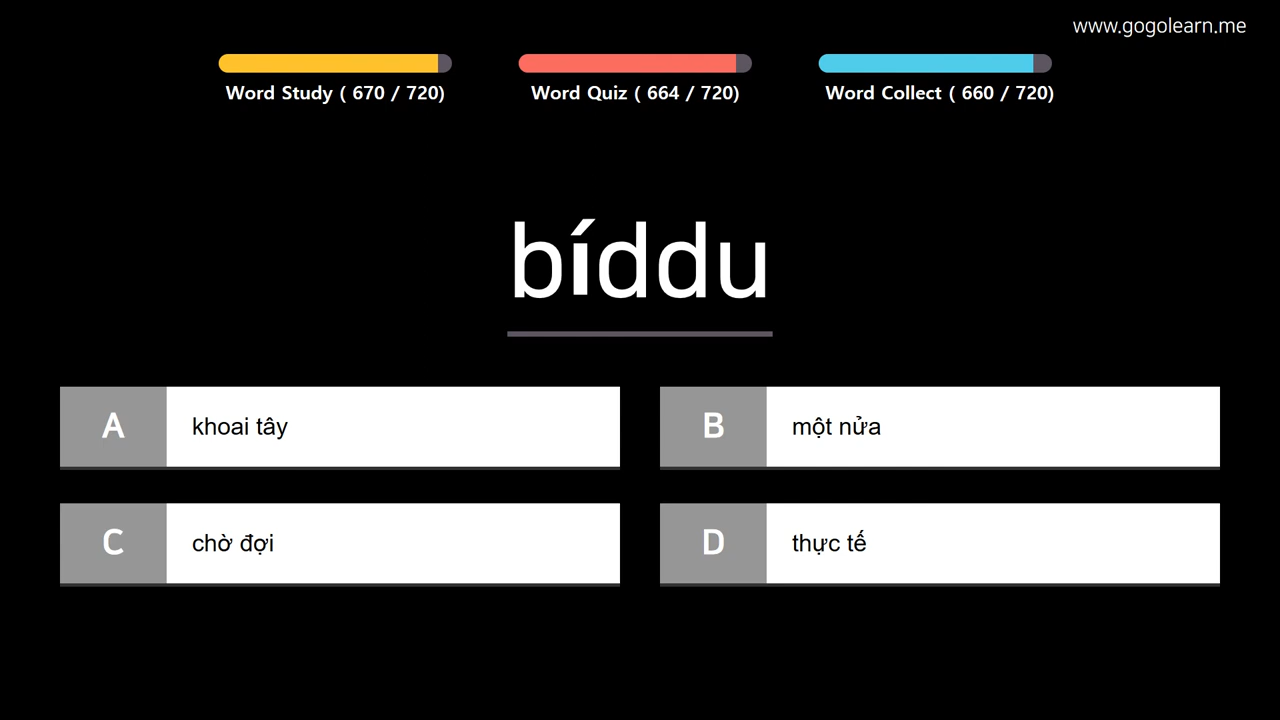 www.gogolearn.me
Word Study ( 670 / 720)
Word Quiz ( 664 / 720)
Word Collect ( 660 / 720)
bíddu
A khoai tây
B một nửa
C chờ đợi
D thực tế